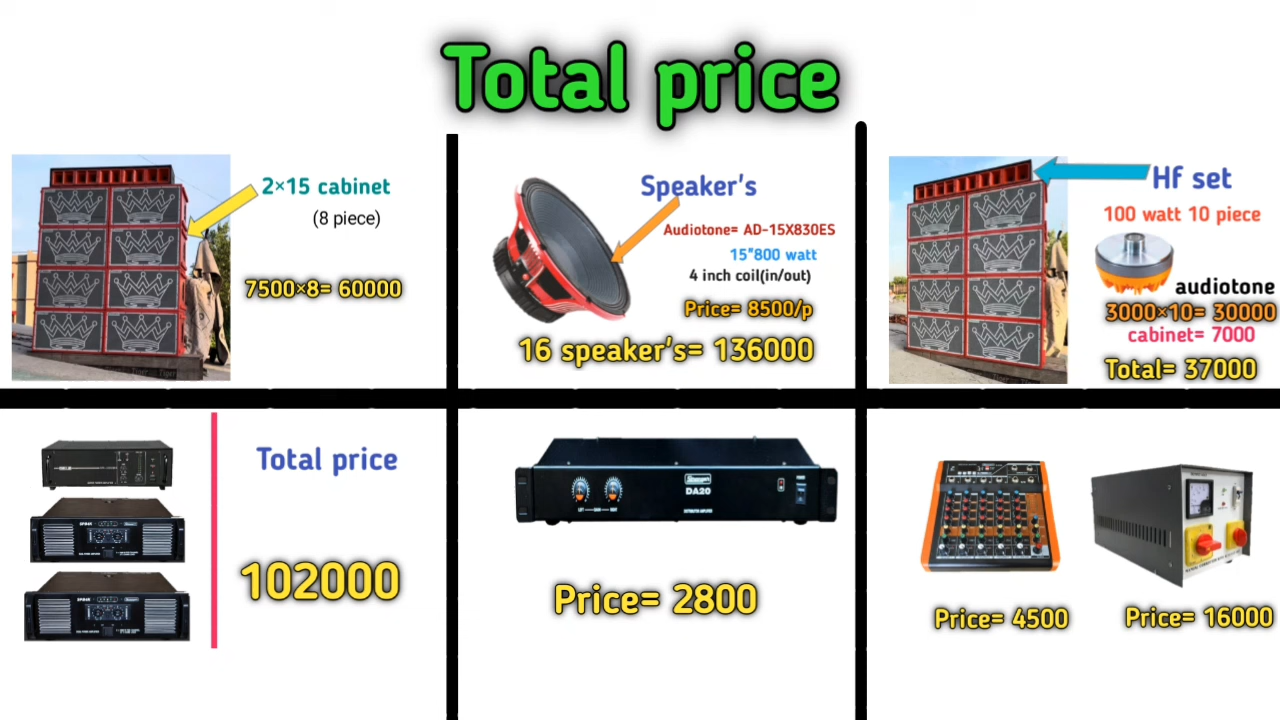 Total price
2×15 cabinet
(8 piece)
7500×8= 60000
Speaker's
Audiotone= AD-15X830ES
15"800 watt
4 inch coil(in/out)
Price= 8500/p
16 speaker's= 136000
Hf set
100 watt 10 piece
audiotone
3000×10= 30000
cabinet= 7000
Total= 37000
Total price
102000
DA20
Price= 2800
Price= 4500
Price= 16000